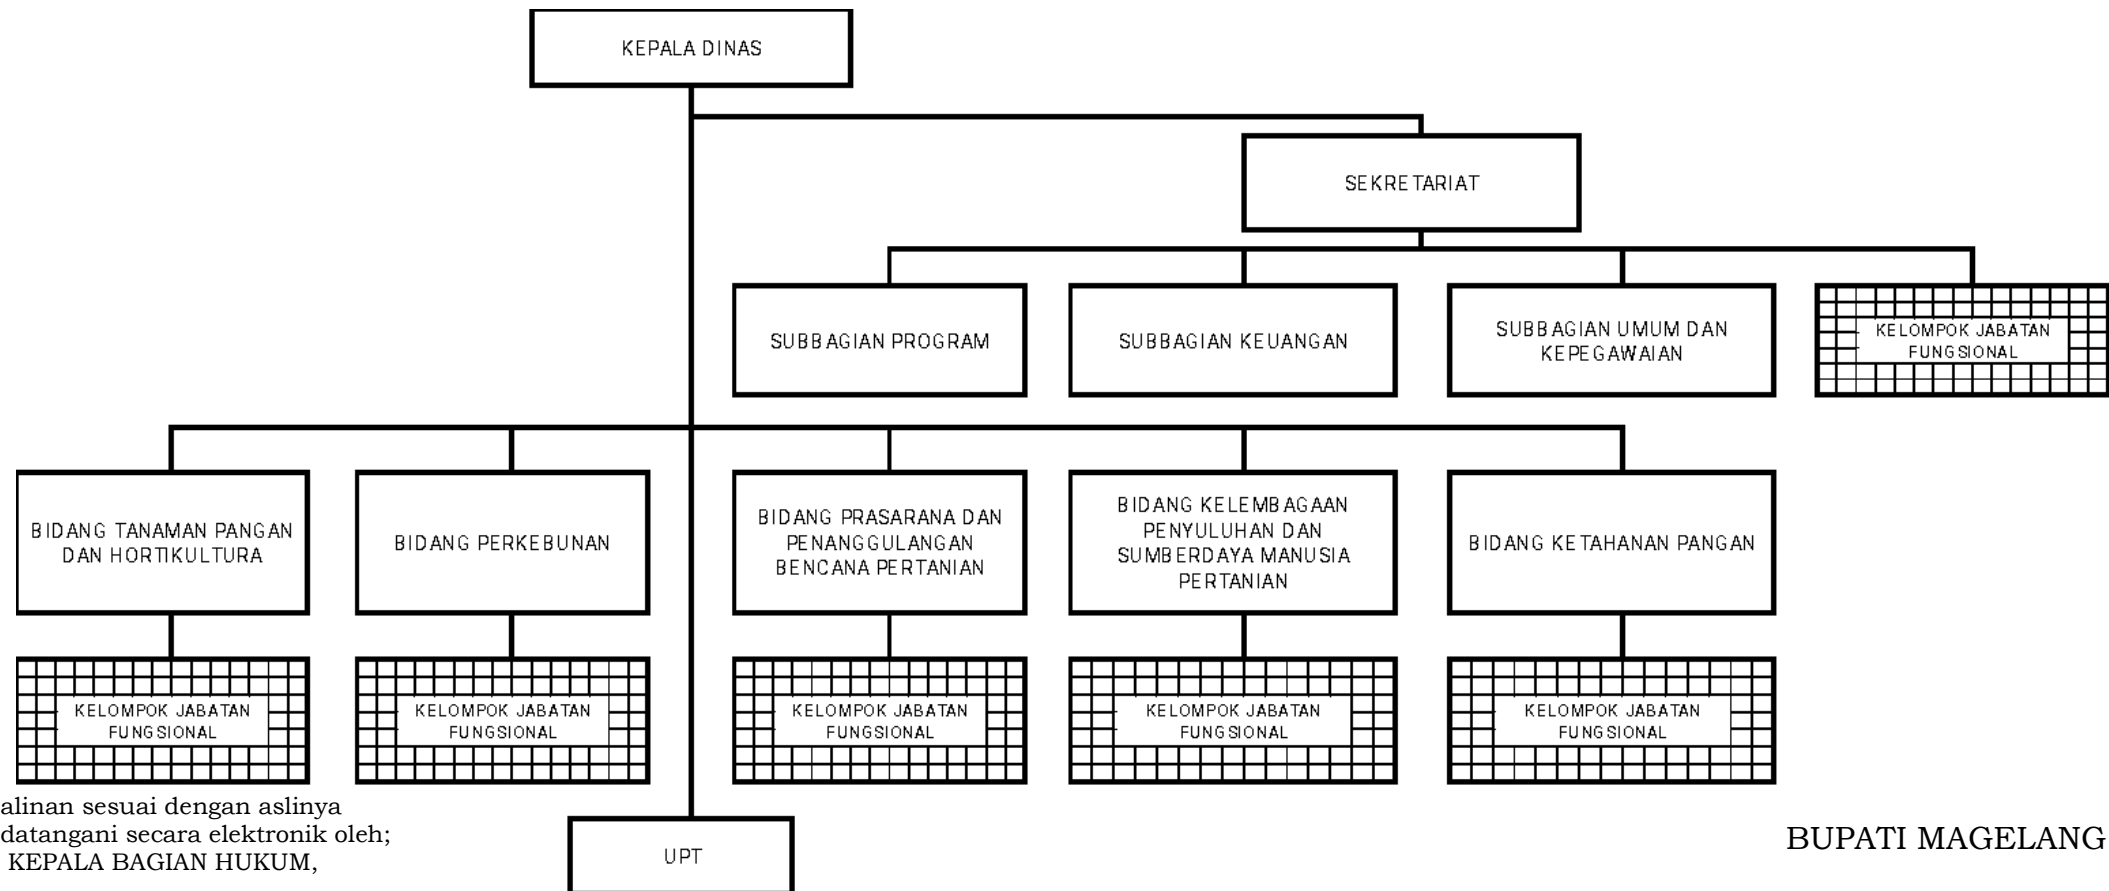 KEPALA DINAS
SEKRETARIAT
SUBBAGIAN PROGRAM
SUBBAGIAN KEUANGAN
SUBBAGIAN UMUM DAN
KEPEGAWAIAN
KELOMPOK JABATAN
FUNGSIONAL
BIDANG TANAMAN PANGAN
DAN HORTIKULTURA
BIDANG PERKEBUNAN
BIDANG PRASARANA DAN
PENANGGULANGAN
BENCANA PERTANIAN
BIDANG KELEMBAGAAN
PENYULUHAN DAN
SUMBERDAYA MANUSIA
PERTANIAN
BIDANG KETAHANAN PANGAN
KELOMPOK JABATAN
FUNGSIONAL
KELOMPOK JABATAN
FUNGSIONAL
KELOMPOK JABATAN
FUNGSIONAL
KELOMPOK JABATAN
FUNGSIONAL
KELOMPOK JABATAN
FUNGSIONAL
alinan sesuai dengan aslinya
datangani secara elektronik oleh;
KEPALA BAGIAN HUKUM,
UPT
BUPATI MAGELANG